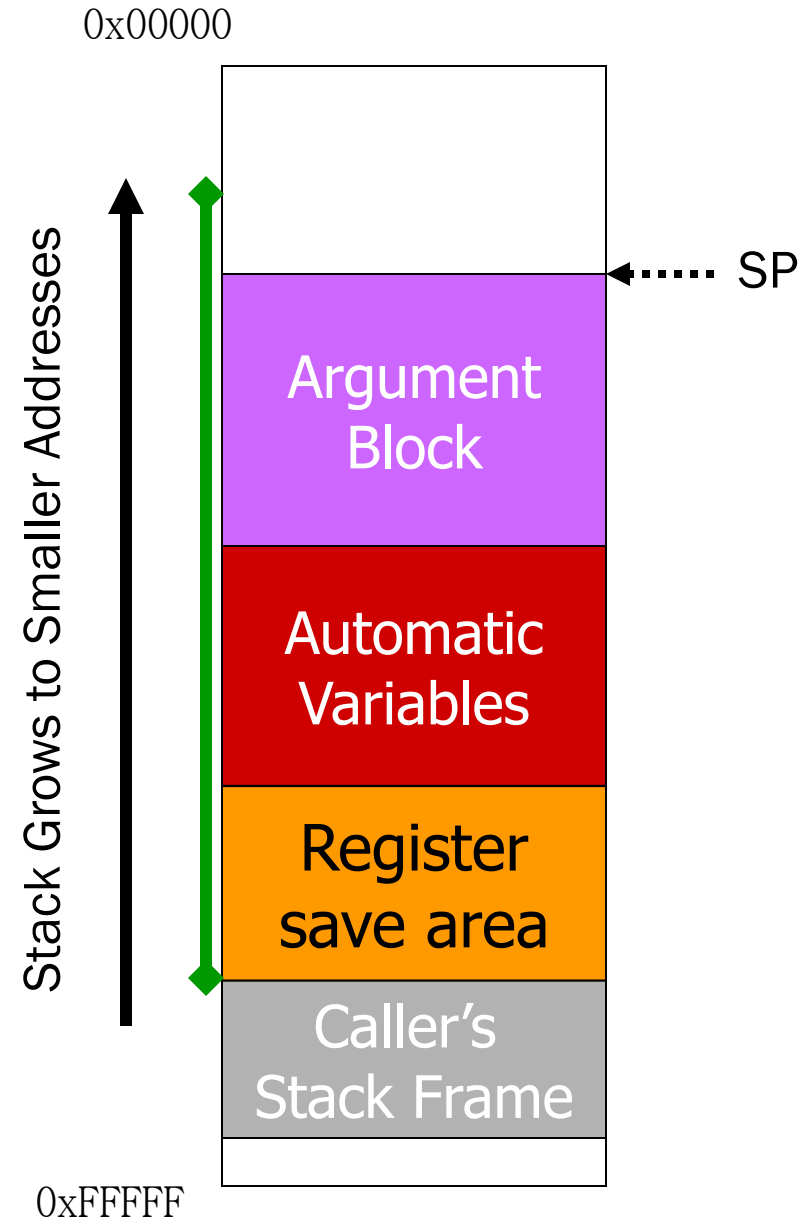 0x00000
Stack Grows to Smaller Addresses
SP
Argument
Block
Automatic
Variables
Register
save area
Caller’s
Stack Frame
0xFFFFF